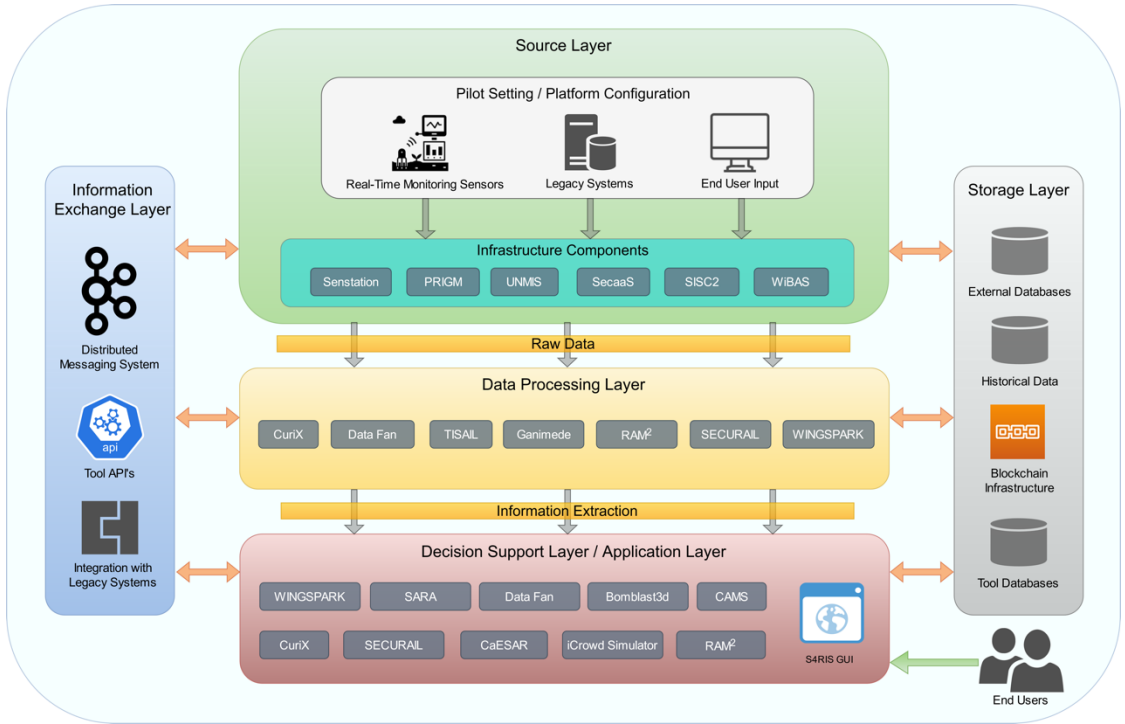 Source Layer
Pilot Setting / Platform Configuration
Real-Time Monitoring Sensors
Legacy Systems
End User Input
Infrastructure Components
Senstation
PRIGM
UNMIS
SecaaS
SISC2
WiBAS
Information
Exchange Layer
Distributed
Messaging System
api
Tool API's
Integration with
Legacy Systems
Raw Data
Data Processing Layer
CuriX
Data Fan
TISAIL
Ganimede
RAM²
SECURAIL
WINGSPARK
Information Extraction
Decision Support Layer / Application Layer
WINGSPARK
SARA
Data Fan
Bomblast3d
CAMS
CuriX
SECURAIL
CaESAR
iCrowd Simulator
RAM²
S4RIS GUI
Storage Layer
External Databases
Historical Data
Blockchain
Infrastructure
Tool Databases
End Users